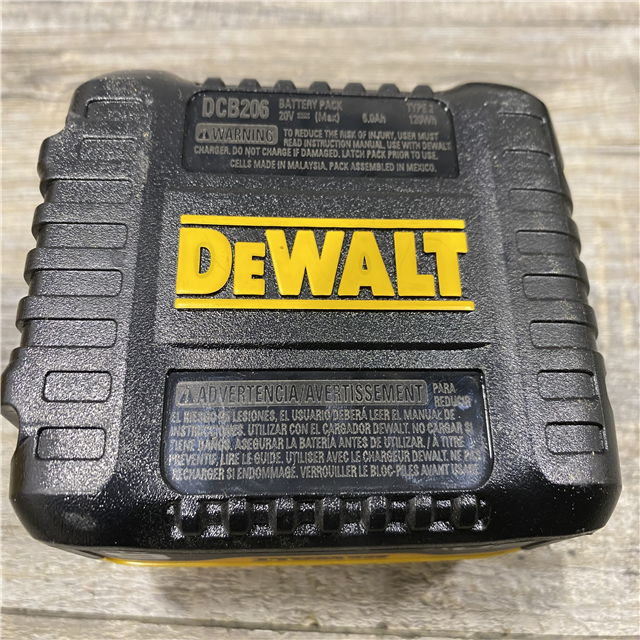 DCB206 BATTERY PACK TYPE 2
20V (Max) 6.0Ah 120Wh
WARNING TO REDUCE THE RISK OF INJURY, USER MUST
READ INSTRUCTION MANUAL. USE WITH DEWALT
CHARGER. DO NOT CHARGE IF DAMAGED. LATCH PACK PRIOR TO USE.
CELLS MADE IN MALAYSIA. PACK ASSEMBLED IN MEXICO.
DEWALT
ADVERTENCIA/AVERTISSEMENT PARA
REDUCIR
EL RIESGO DE LESIONES, EL USUARIO DEBERÁ LEER EL MANUAL DE
INSTRUCCIONES. UTILIZAR CON EL CARGADOR DEWALT. NO CARGAR SI
TIENE DAÑOS. ASEGURAR LA BATERÍA ANTES DE UTILIZAR. / À TITRE
PRÉVENTIF, LIRE LE GUIDE. UTILISER AVEC LE CHARGEUR DEWALT. NE PAS
RECHARGER SI ENDOMMAGÉ. VERROUILLER LE BLOC-PILES AVANT USAGE